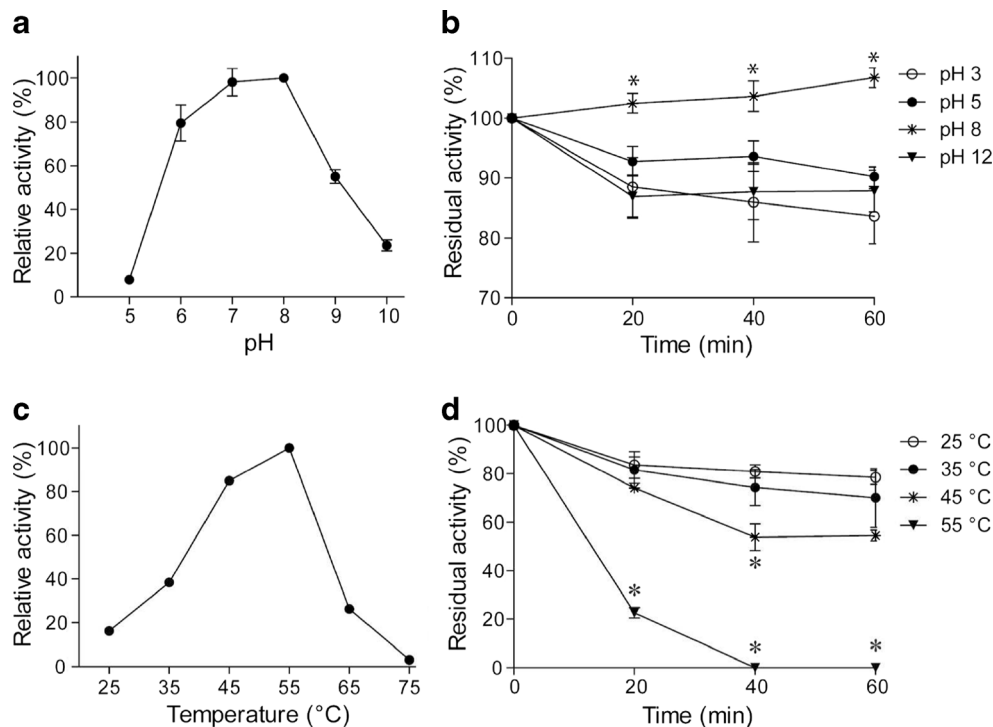 a
Relative activity (%)
100
80
60
40
20
0
5 6 7 8 9 10
pH
b
Residual activity (%)
110
100
90
80
70
* * *
0 20 40 60
Time (min)
pH 3
pH 5
pH 8
pH 12
c
Relative activity (%)
100
80
60
40
20
0
25 35 45 55 65 75
Temperature (°C)
d
Residual activity (%)
100
80
60
40
20
0
*
* * *
0 20 40 60
Time (min)
25 °C
35 °C
45 °C
55 °C